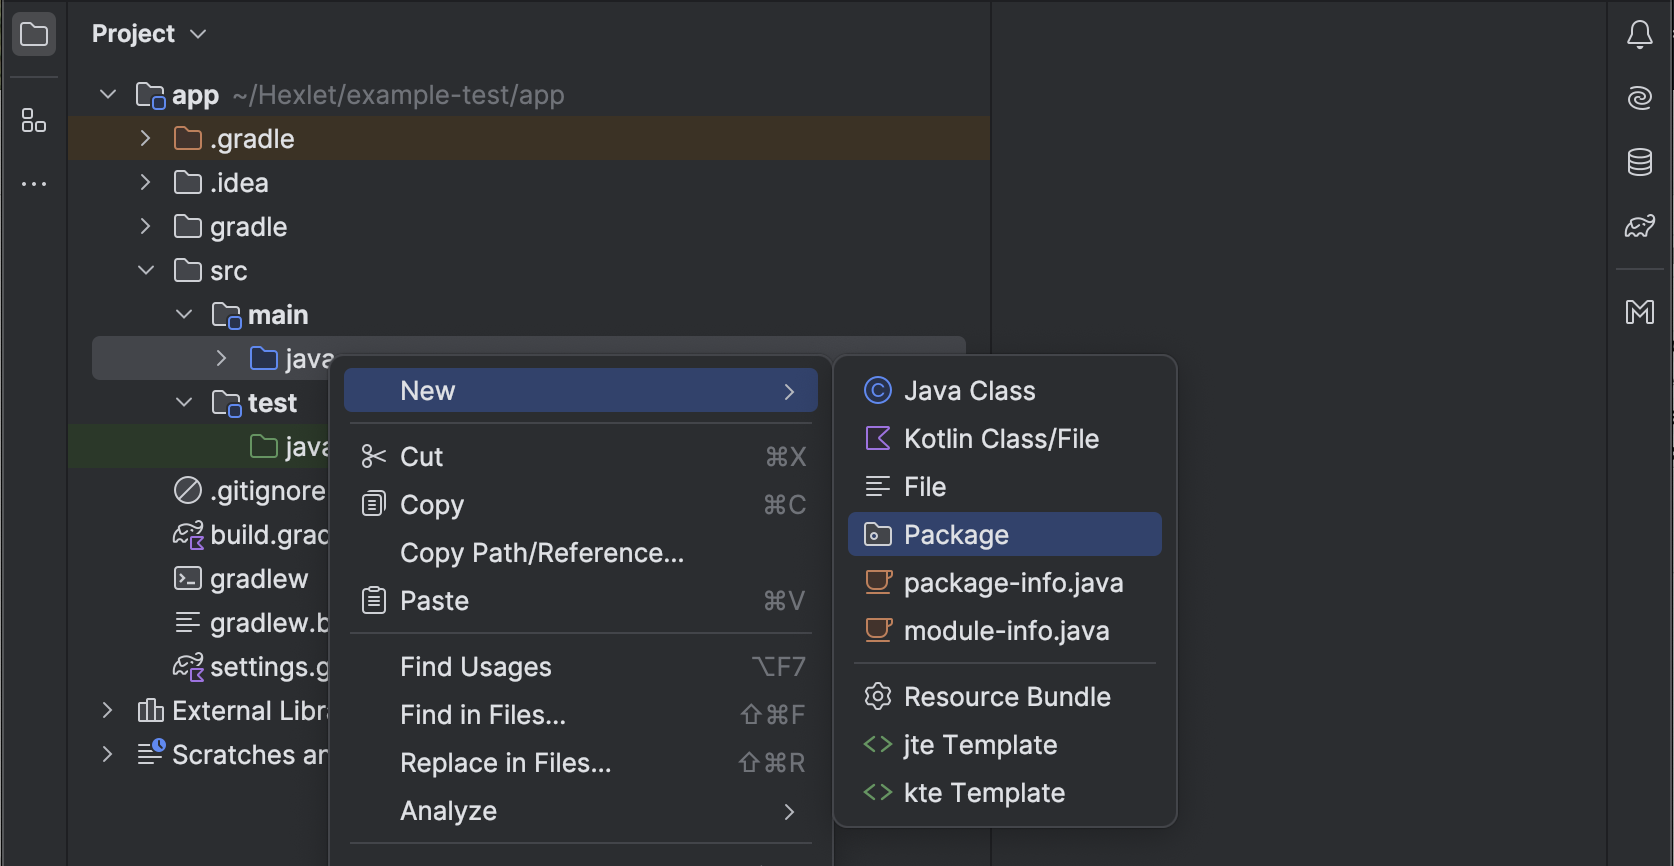 Project
app ~/Hexlet/example-test/app
.gradle
.idea
gradle
src
main
java
test
java
.gitignore
build.grad
gradlew
gradlew.b
settings.g
External Libr
Scratches an
New
Cut ⌘X
Copy ⌘C
Copy Path/Reference...
Paste ⌘V
Find Usages ⌥F7
Find in Files... ⇧⌘F
Replace in Files... ⇧⌘R
Analyze
Java Class
Kotlin Class/File
File
Package
package-info.java
module-info.java
Resource Bundle
jte Template
kte Template